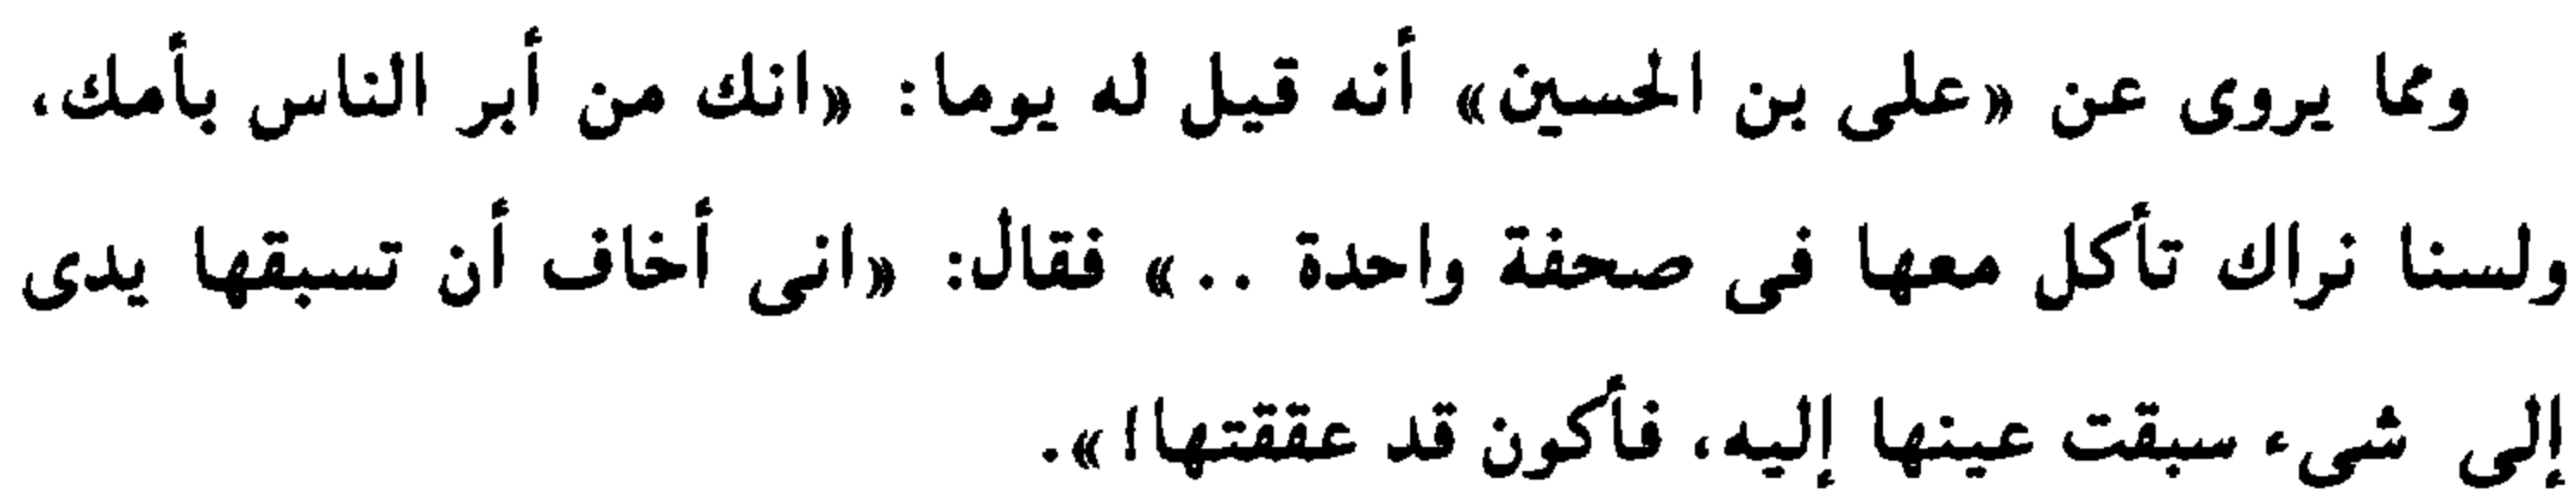 ومما يروى عن «على بن الحسين» أنه قيل له يوما: «انك من أبر الناس بأمك،
ولسنا نراك تأكل معها فى صحفة واحدة ..» فقال: «انى أخاف أن تسبقها يدى
إلى شىء سبقت عينها إليه، فأكون قد عققتها!».